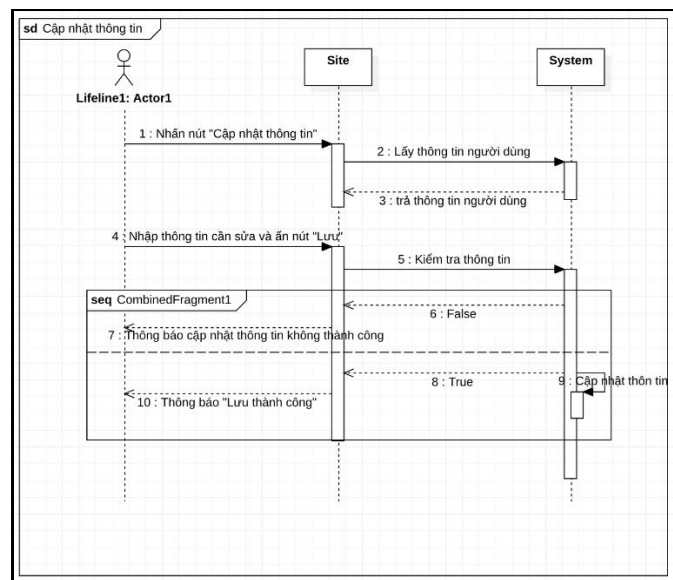 sd Cập nhật thông tin
Site
System
Lifeline1: Actor1
1 : Nhấn nút "Cập nhật thông tin"
2 : Lấy thông tin người dùng
3 : trả thông tin người dùng
4 : Nhập thông tin cần sửa và ấn nút "Lưu"
5 : Kiểm tra thông tin
seq CombinedFragment1
6 : False
7 : Thông báo cập nhật thông tin không thành công
8 : True
9 : Cập nhật thôn tin
10 : Thông báo "Lưu thành công"